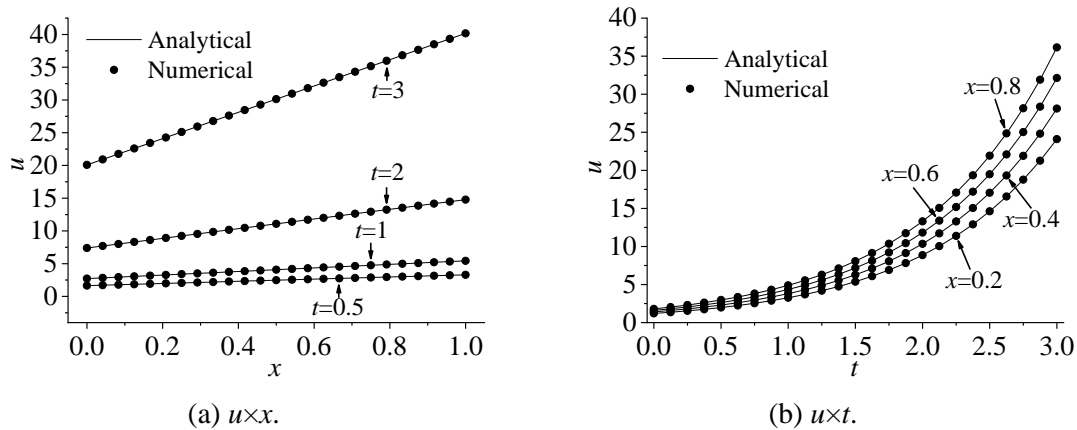 40
35
30
25
20
15
10
5
0
u
Analytical
Numerical
t=3
t=2
t=1
t=0.5
0.0 0.2 0.4 0.6 0.8 1.0
x
(a) u×x.
40
35
30
25
20
15
10
5
0
u
Analytical
Numerical
x=0.8
x=0.6
x=0.4
x=0.2
0.0 0.5 1.0 1.5 2.0 2.5 3.0
t
(b) u×t.